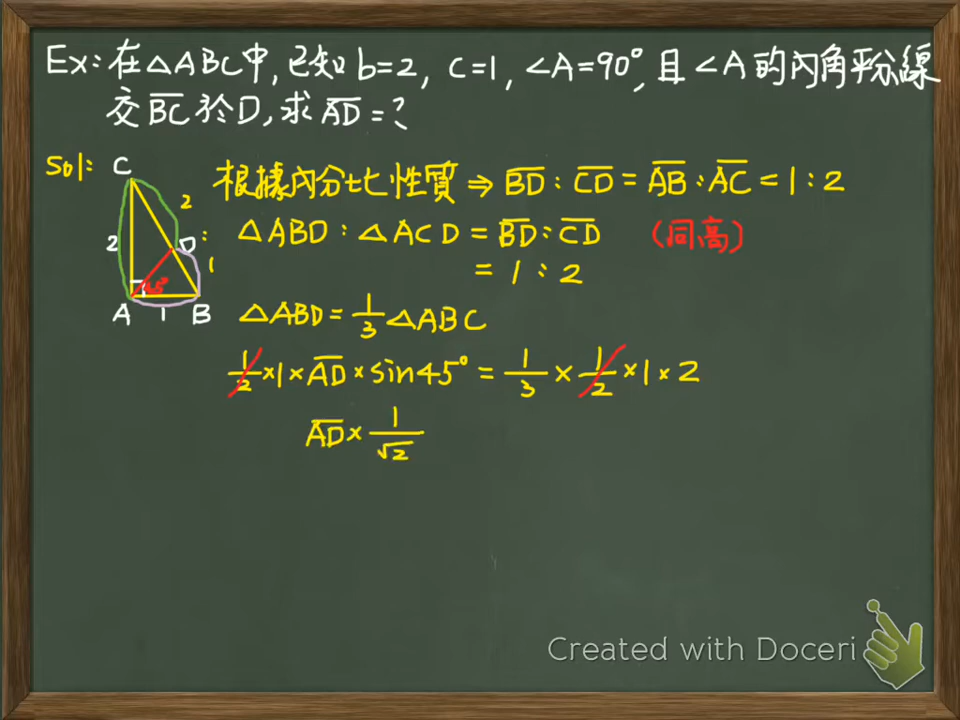 Ex:在△ABC中,已知b=2, c=1, ∠A=90°,且∠A的內角平分線
交BC於D,求AD=?
Sol:
C
根據內分比性質⇒BD:CD=AB:AC=1:2
2
2
D
:
1
45°
A
1
B
△ABD:△ACD=BD:CD (同高)
=1:2
△ABD=1/3△ABC
1/2×1×AD×sin45°=1/3×1/2×1×2
AD×1/√2
Created with Doceri